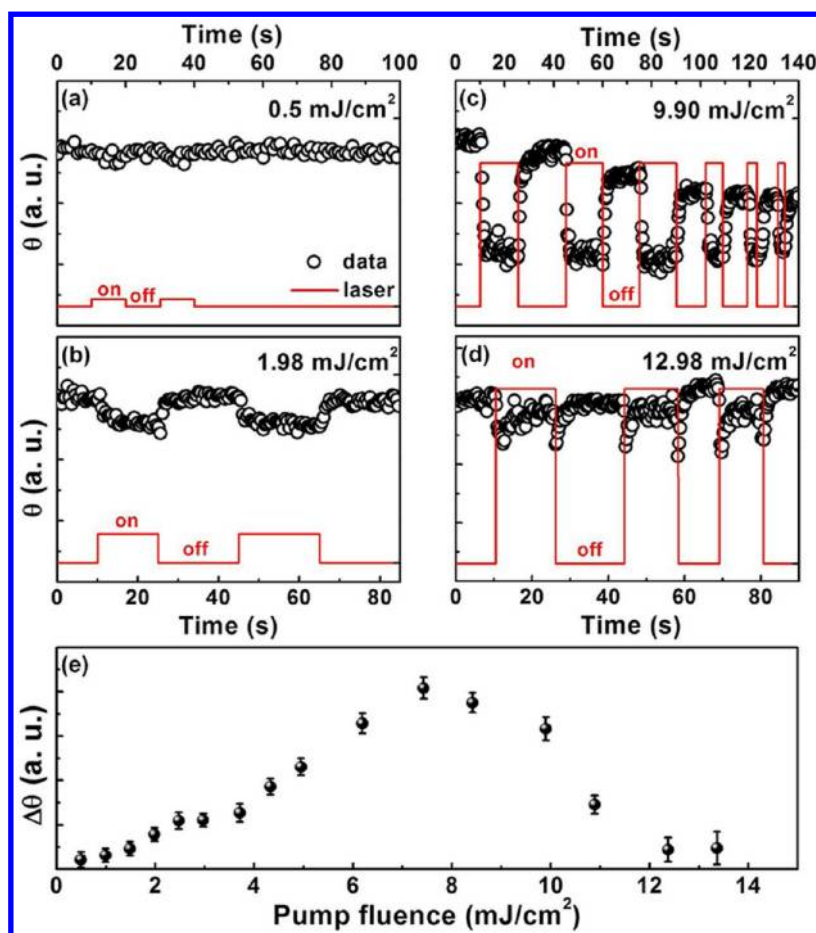 Time (s)
0 20 40 60 80 100
(a)
0.5 mJ/cm²
θ (a. u.)
data
laser
on
off
Time (s)
0 20 40 60 80 100 120 140
(c)
9.90 mJ/cm²
on
off
(b)
1.98 mJ/cm²
θ (a. u.)
on
off
0 20 40 60 80
Time (s)
(d)
on
12.98 mJ/cm²
off
0 20 40 60 80
Time (s)
(e)
Δθ (a. u.)
0 2 4 6 8 10 12 14
Pump fluence (mJ/cm²)